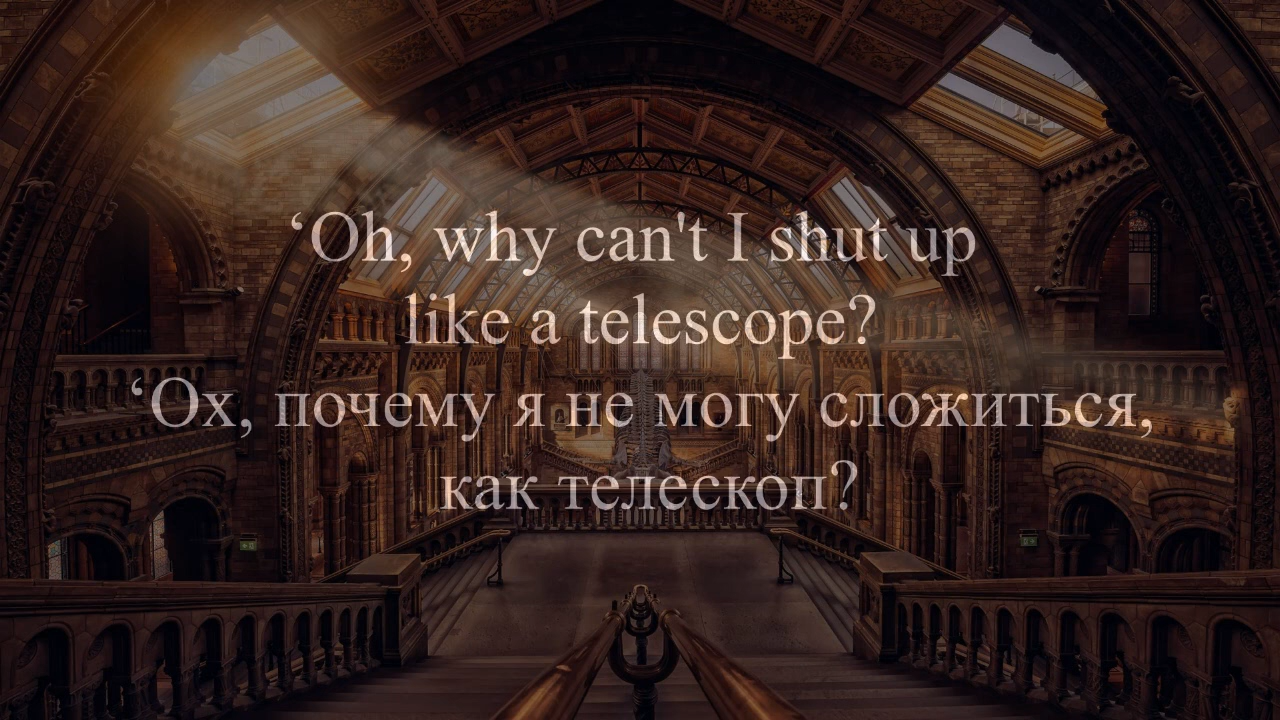 ‘Oh, why can't I shut up
like a telescope?
‘Ох, почему я не могу сложиться,
как телескоп?